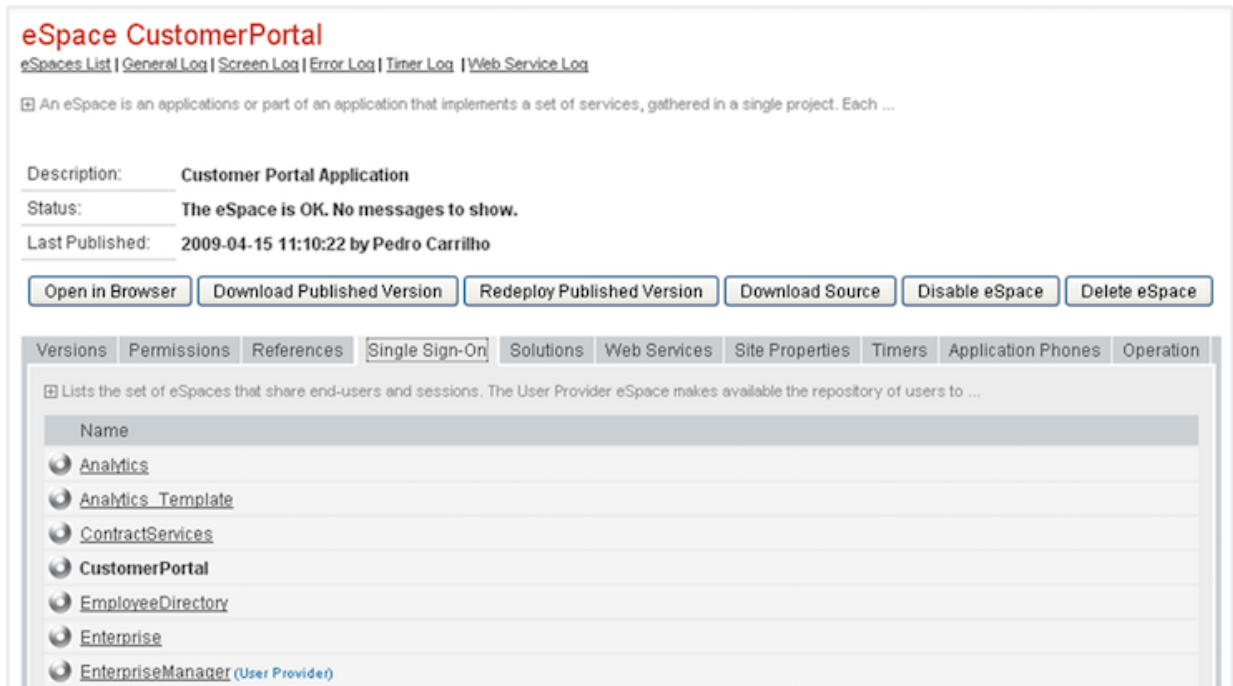 eSpace CustomerPortal
eSpaces List | General Log | Screen Log | Error Log | Timer Log | Web Service Log
An eSpace is an applications or part of an application that implements a set of services, gathered in a single project. Each ...
Description: Customer Portal Application
Status: The eSpace is OK. No messages to show.
Last Published: 2009-04-15 11:10:22 by Pedro Carrilho
Open in Browser Download Published Version Redeploy Published Version Download Source Disable eSpace Delete eSpace
Versions Permissions References Single Sign-On Solutions Web Services Site Properties Timers Application Phones Operation
Lists the set of eSpaces that share end-users and sessions. The User Provider eSpace makes available the repository of users to ...
Name
Analytics
Analytics_Template
ContractServices
CustomerPortal
EmployeeDirectory
Enterprise
EnterpriseManager (User Provider)